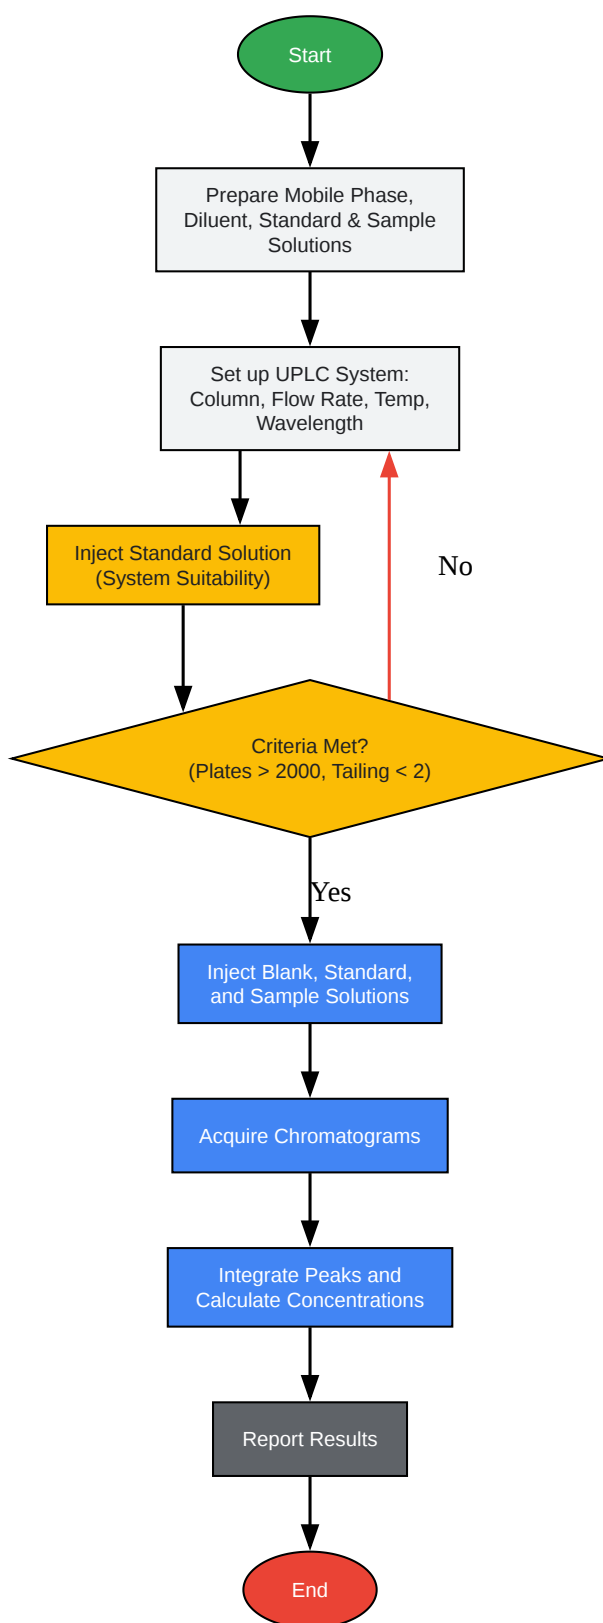 Start
Prepare Mobile Phase,
Diluent, Standard & Sample
Solutions
Set up UPLC System:
Column, Flow Rate, Temp,
Wavelength
Inject Standard Solution
(System Suitability)
No
Criteria Met?
(Plates > 2000, Tailing < 2)
Yes
Inject Blank, Standard,
and Sample Solutions
Acquire Chromatograms
Integrate Peaks and
Calculate Concentrations
Report Results
End